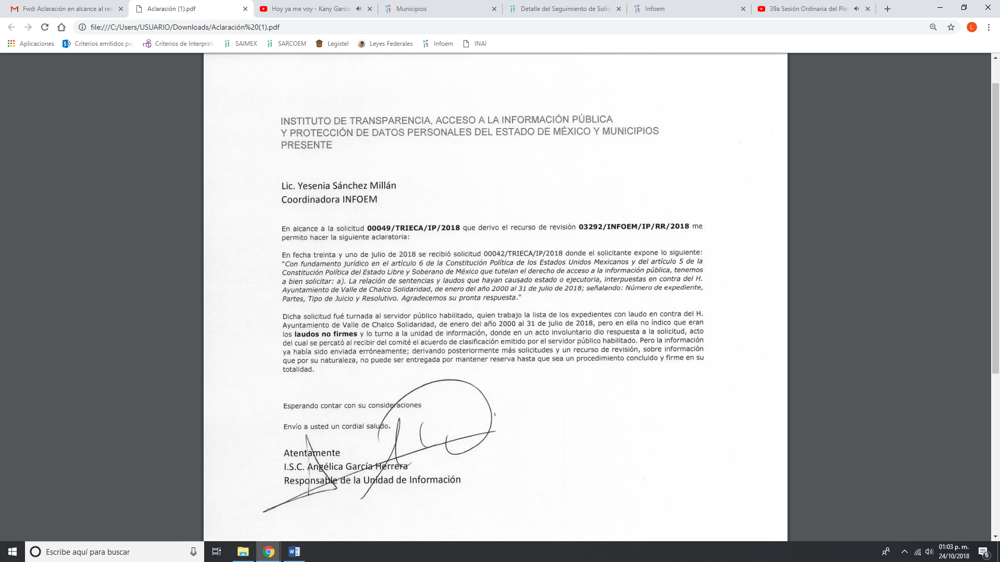 Fwd: Aclaración en alcance al rec
Aclaración (1).pdf
Hoy ya me voy - Kany Garcia
Municipios
Detalle del Seguimiento de Solici
Infoem
39a Sesión Ordinaria del Plen
file:///C:/Users/USUARIO/Downloads/Aclaración%20(1).pdf
L
Aplicaciones
Criterios emitidos po
Criterios de Interpret
SAIMEX
SARCOEM
Legistel
Leyes Federales
Infoem
INAI
INSTITUTO DE TRANSPARENCIA, ACCESO A LA INFORMACIÓN PÚBLICA
Y PROTECCIÓN DE DATOS PERSONALES DEL ESTADO DE MÉXICO Y MUNICIPIOS
PRESENTE
Lic. Yesenia Sánchez Millán
Coordinadora INFOEM
En alcance a la solicitud 00049/TRIECA/IP/2018 que derivo el recurso de revisión 03292/INFOEM/IP/RR/2018 me
permito hacer la siguiente aclaratoria:
En fecha treinta y uno de julio de 2018 se recibió solicitud 00042/TRIECA/IP/2018 donde el solicitante expone lo siguiente:
“Con fundamento jurídico en el artículo 6 de la Constitución Política de los Estados Unidos Mexicanos y del artículo 5 de la
Constitución Política del Estado Libre y Soberano de México que tutelan el derecho de acceso a la información pública, tenemos
a bien solicitar: a). La relación de sentencias y laudos que hayan causado estado o ejecutoria, interpuestas en contra del H.
Ayuntamiento de Valle de Chalco Solidaridad, de enero del año 2000 al 31 de julio de 2018; señalando: Número de expediente,
Partes, Tipo de Juicio y Resolutivo. Agradecemos su pronta respuesta.”
Dicha solicitud fué turnada al servidor público habilitado, quien trabajo la lista de los expedientes con laudo en contra del H.
Ayuntamiento de Valle de Chalco Solidaridad, de enero del año 2000 al 31 de julio de 2018, pero en ella no índico que eran
los laudos no firmes y lo turno a la unidad de información, donde en un acto involuntario dio respuesta a la solicitud, acto
del cual se percató al recibir del comité el acuerdo de clasificación emitido por el servidor público habilitado. Pero la información
ya había sido enviada erróneamente; derivando posteriormente más solicitudes y un recurso de revisión, sobre información
que por su naturaleza, no puede ser entregada por mantener reserva hasta que sea un procedimiento concluido y firme en su
totalidad.
Esperando contar con su consideraciones
Envío a usted un cordial saludo.
Atentamente
I.S.C. Angélica García Herrera
Responsable de la Unidad de Información
Escribe aquí para buscar
01:03 p. m.
24/10/2018
6